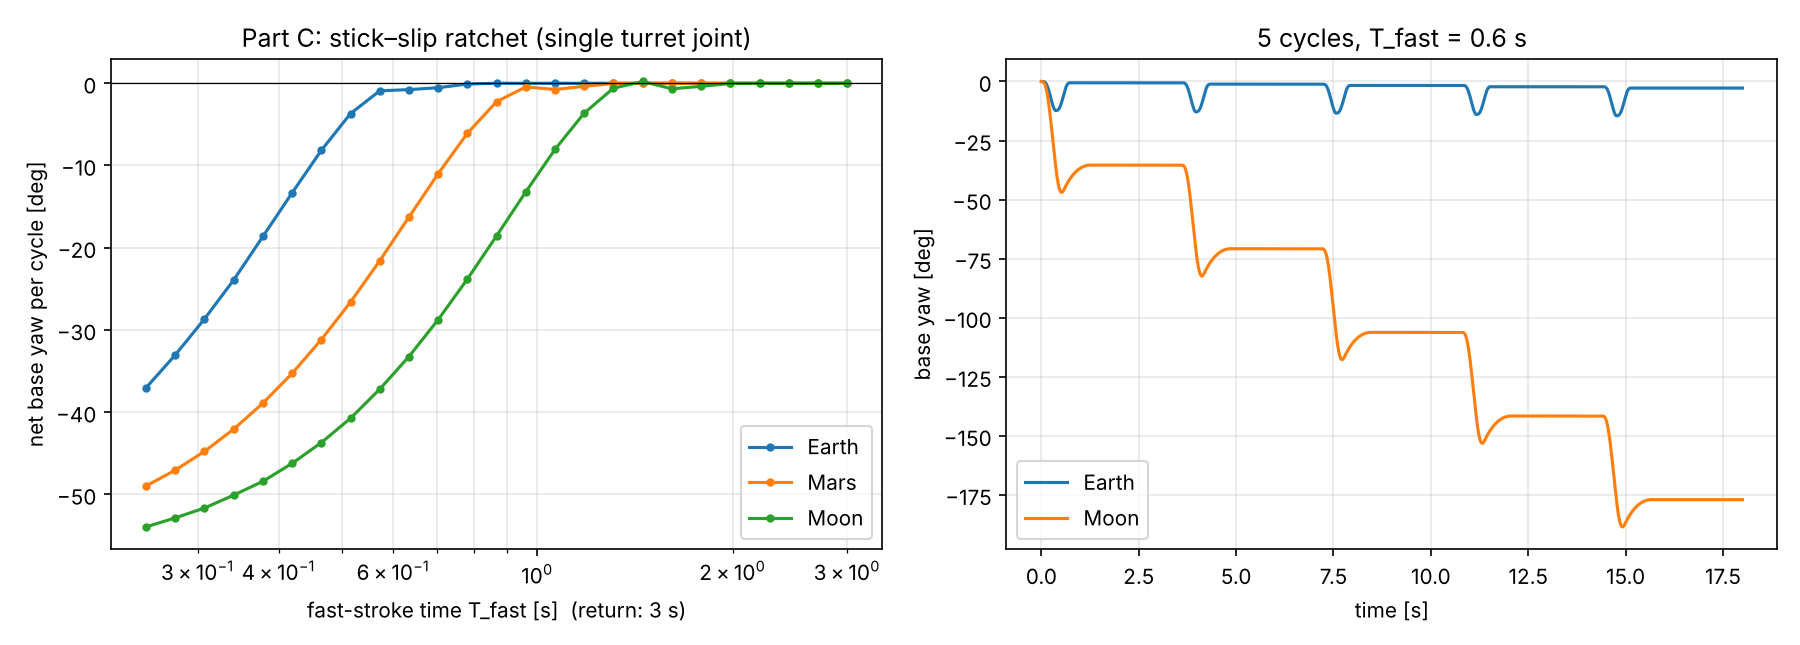 Part C: stick–slip ratchet (single turret joint)
net base yaw per cycle [deg]
0
−10
−20
−30
−40
−50
3 × 10⁻¹ 4 × 10⁻¹ 6 × 10⁻¹ 10⁰ 2 × 10⁰ 3 × 10⁰
fast-stroke time T_fast [s] (return: 3 s)
Earth
Mars
Moon
5 cycles, T_fast = 0.6 s
base yaw [deg]
0
−25
−50
−75
−100
−125
−150
−175
0.0 2.5 5.0 7.5 10.0 12.5 15.0 17.5
time [s]
Earth
Moon